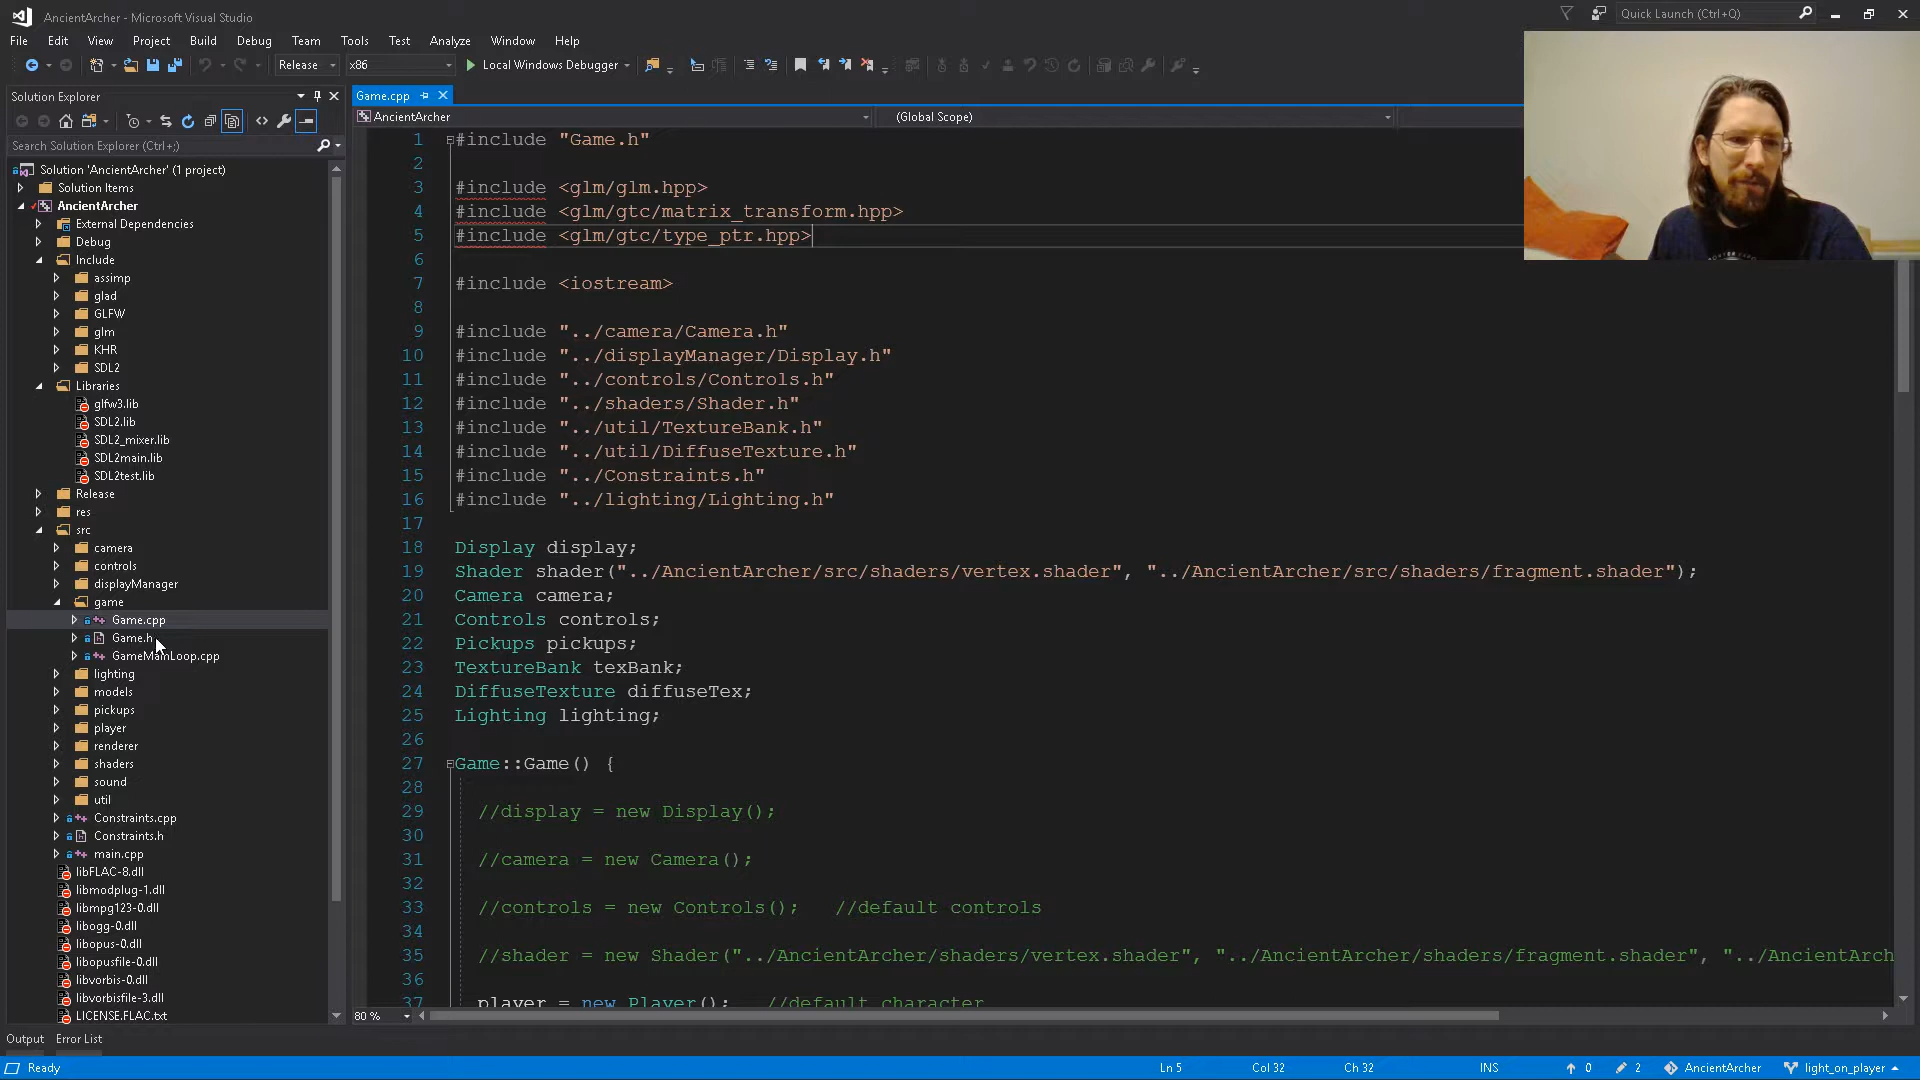 AncientArcher - Microsoft Visual Studio
Quick Launch (Ctrl+Q)
File Edit View Project Build Debug Team Tools Test Analyze Window Help
Release x86 Local Windows Debugger
Solution Explorer
Game.cpp
AncientArcher
(Global Scope)
Search Solution Explorer (Ctrl+;)
Solution 'AncientArcher' (1 project)
Solution Items
AncientArcher
External Dependencies
Debug
Include
assimp
glad
GLFW
glm
KHR
SDL2
Libraries
glfw3.lib
SDL2.lib
SDL2_mixer.lib
SDL2main.lib
SDL2test.lib
Release
res
src
camera
controls
displayManager
game
Game.cpp
Game.h
GameMainLoop.cpp
lighting
models
pickups
player
renderer
shaders
sound
util
Constraints.cpp
Constraints.h
main.cpp
libFLAC-8.dll
libmodplug-1.dll
libmpg123-0.dll
libogg-0.dll
libopus-0.dll
libopusfile-0.dll
libvorbis-0.dll
libvorbisfile-3.dll
LICENSE.FLAC.txt
1 #include "Game.h"
2
3 #include <glm/glm.hpp>
4 #include <glm/gtc/matrix_transform.hpp>
5 #include <glm/gtc/type_ptr.hpp>
6
7 #include <iostream>
8
9 #include "../camera/Camera.h"
10 #include "../displayManager/Display.h"
11 #include "../controls/Controls.h"
12 #include "../shaders/Shader.h"
13 #include "../util/TextureBank.h"
14 #include "../util/DiffuseTexture.h"
15 #include "../Constraints.h"
16 #include "../lighting/Lighting.h"
17
18 Display display;
19 Shader shader("../AncientArcher/src/shaders/vertex.shader", "../AncientArcher/src/shaders/fragment.shader");
20 Camera camera;
21 Controls controls;
22 Pickups pickups;
23 TextureBank texBank;
24 DiffuseTexture diffuseTex;
25 Lighting lighting;
26
27 Game::Game() {
28
29 //display = new Display();
30
31 //camera = new Camera();
32
33 //controls = new Controls(); //default controls
34
35 //shader = new Shader("../AncientArcher/shaders/vertex.shader", "../AncientArcher/shaders/fragment.shader", "../AncientArch
36
37 player = new Player(); //default character
80 %
Output Error List
Ready Ln 5 Col 32 Ch 32 INS 0 2 AncientArcher light_on_player